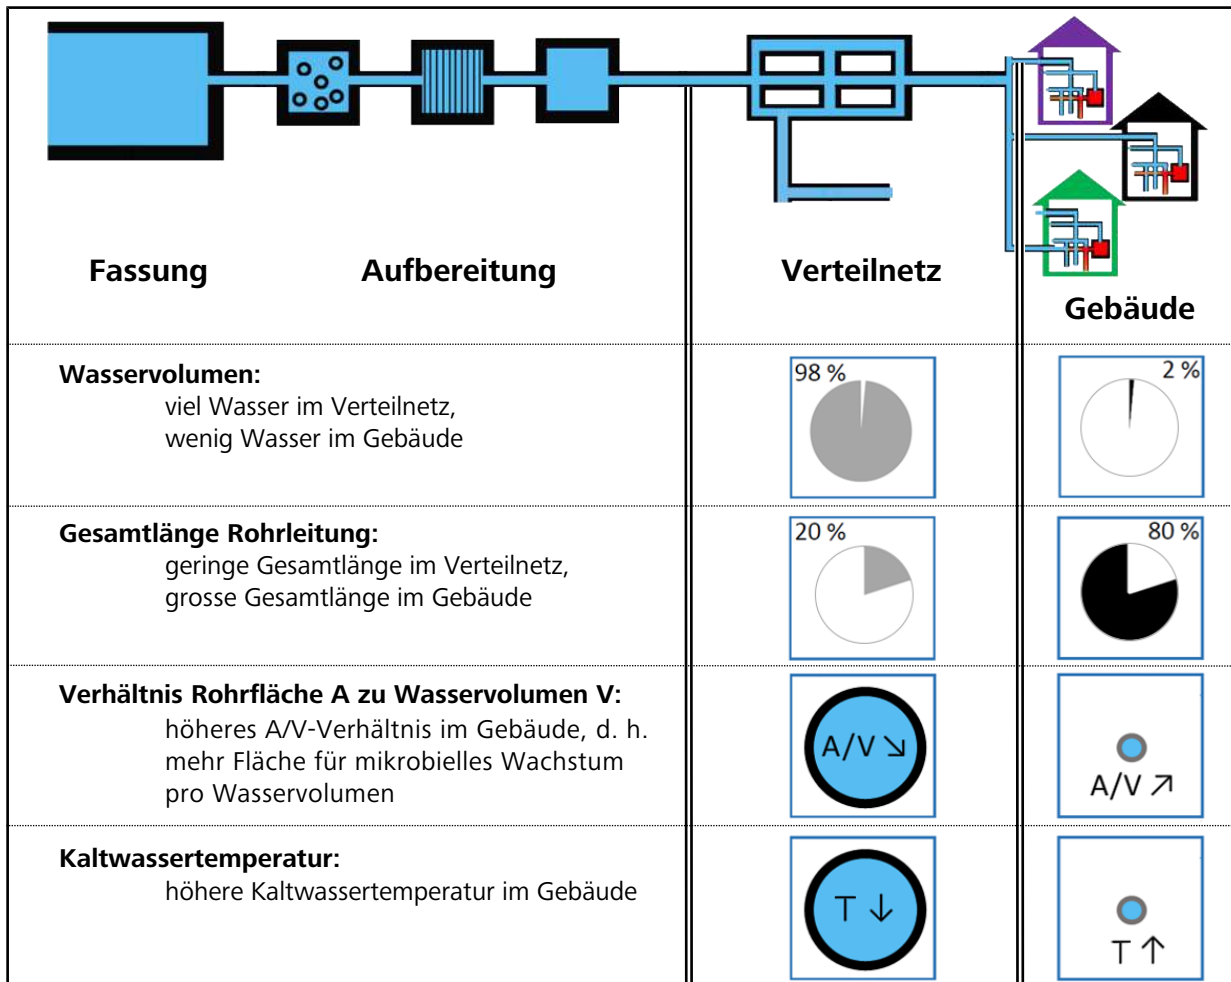 Fassung
Aufbereitung
Verteilnetz
Gebäude
Wasservolumen:
viel Wasser im Verteilnetz,
wenig Wasser im Gebäude
98 %
2 %
Gesamtlänge Rohrleitung:
geringe Gesamtlänge im Verteilnetz,
grosse Gesamtlänge im Gebäude
20 %
80 %
Verhältnis Rohrfläche A zu Wasservolumen V:
höheres A/V-Verhältnis im Gebäude, d. h.
mehr Fläche für mikrobielles Wachstum
pro Wasservolumen
A/V ↘
A/V ↗
Kaltwassertemperatur:
höhere Kaltwassertemperatur im Gebäude
T ↓
T ↑